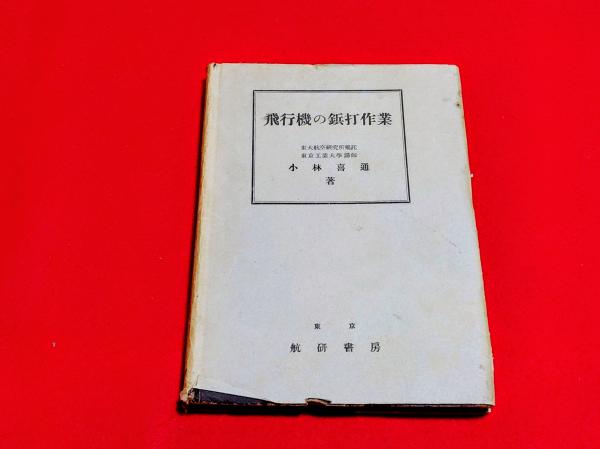 飛行機の鋲打作業
東大航空研究所嘱託
東京工業大學講師
小林喜通
著
東京
航研書房